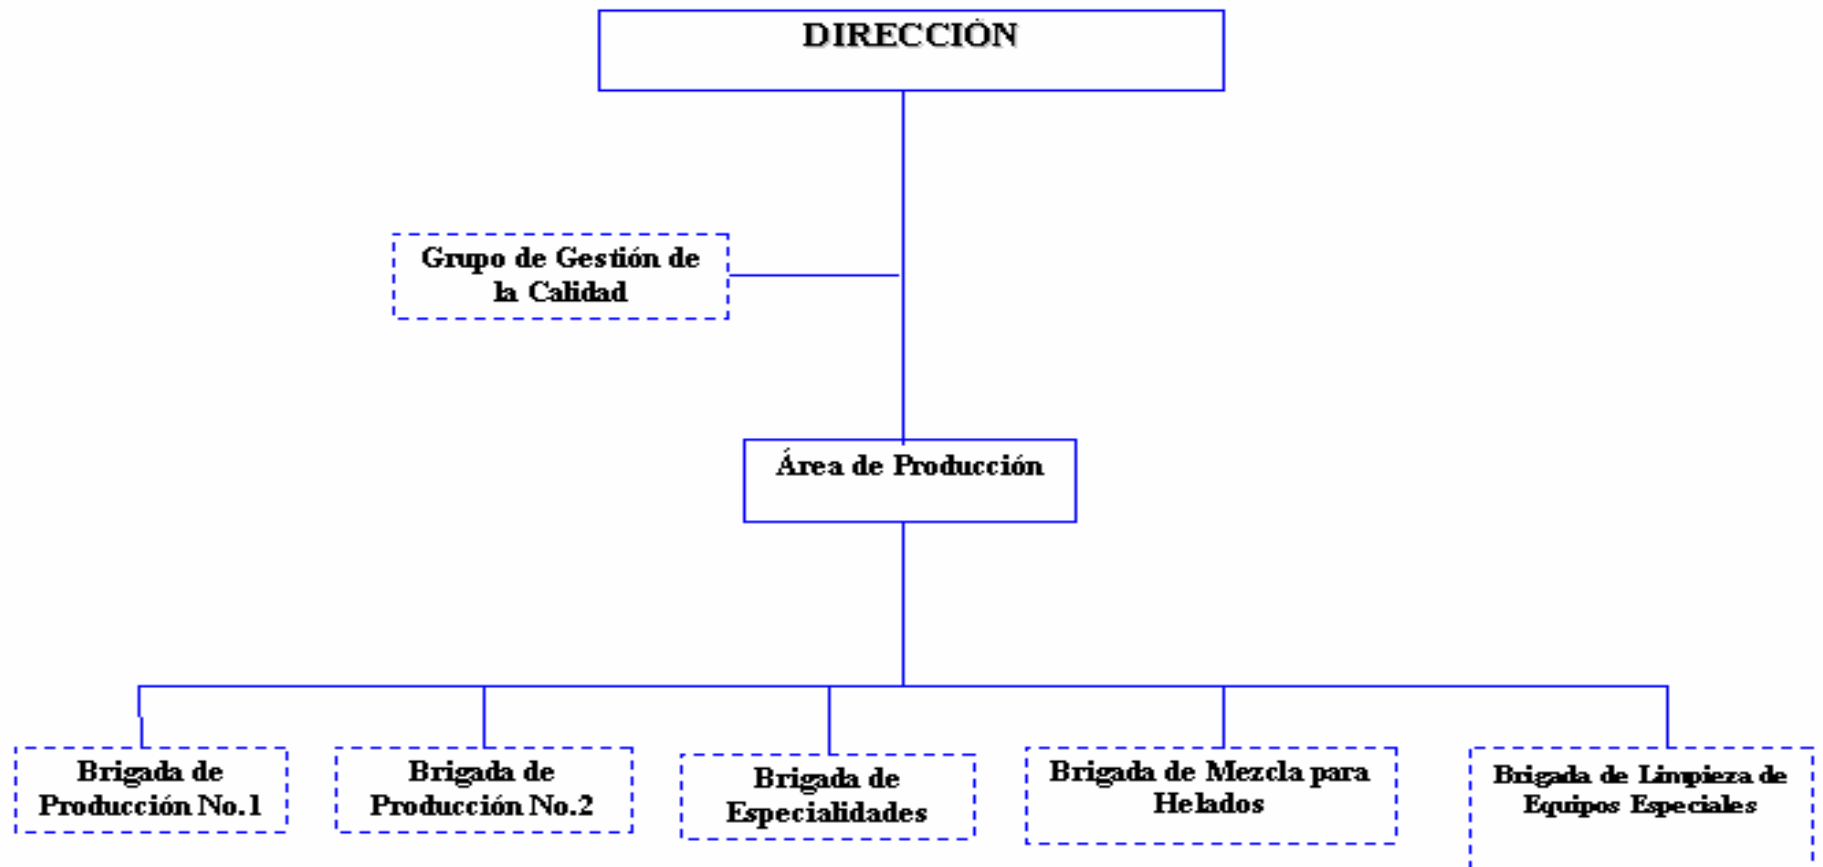 DIRECCIÓN
Grupo de Gestión de
la Calidad
Área de Producción
Brigada de
Producción No.1
Brigada de
Producción No.2
Brigada de
Especialidades
Brigada de Mezcla para
Helados
Brigada de Limpieza de
Equipos Especiales